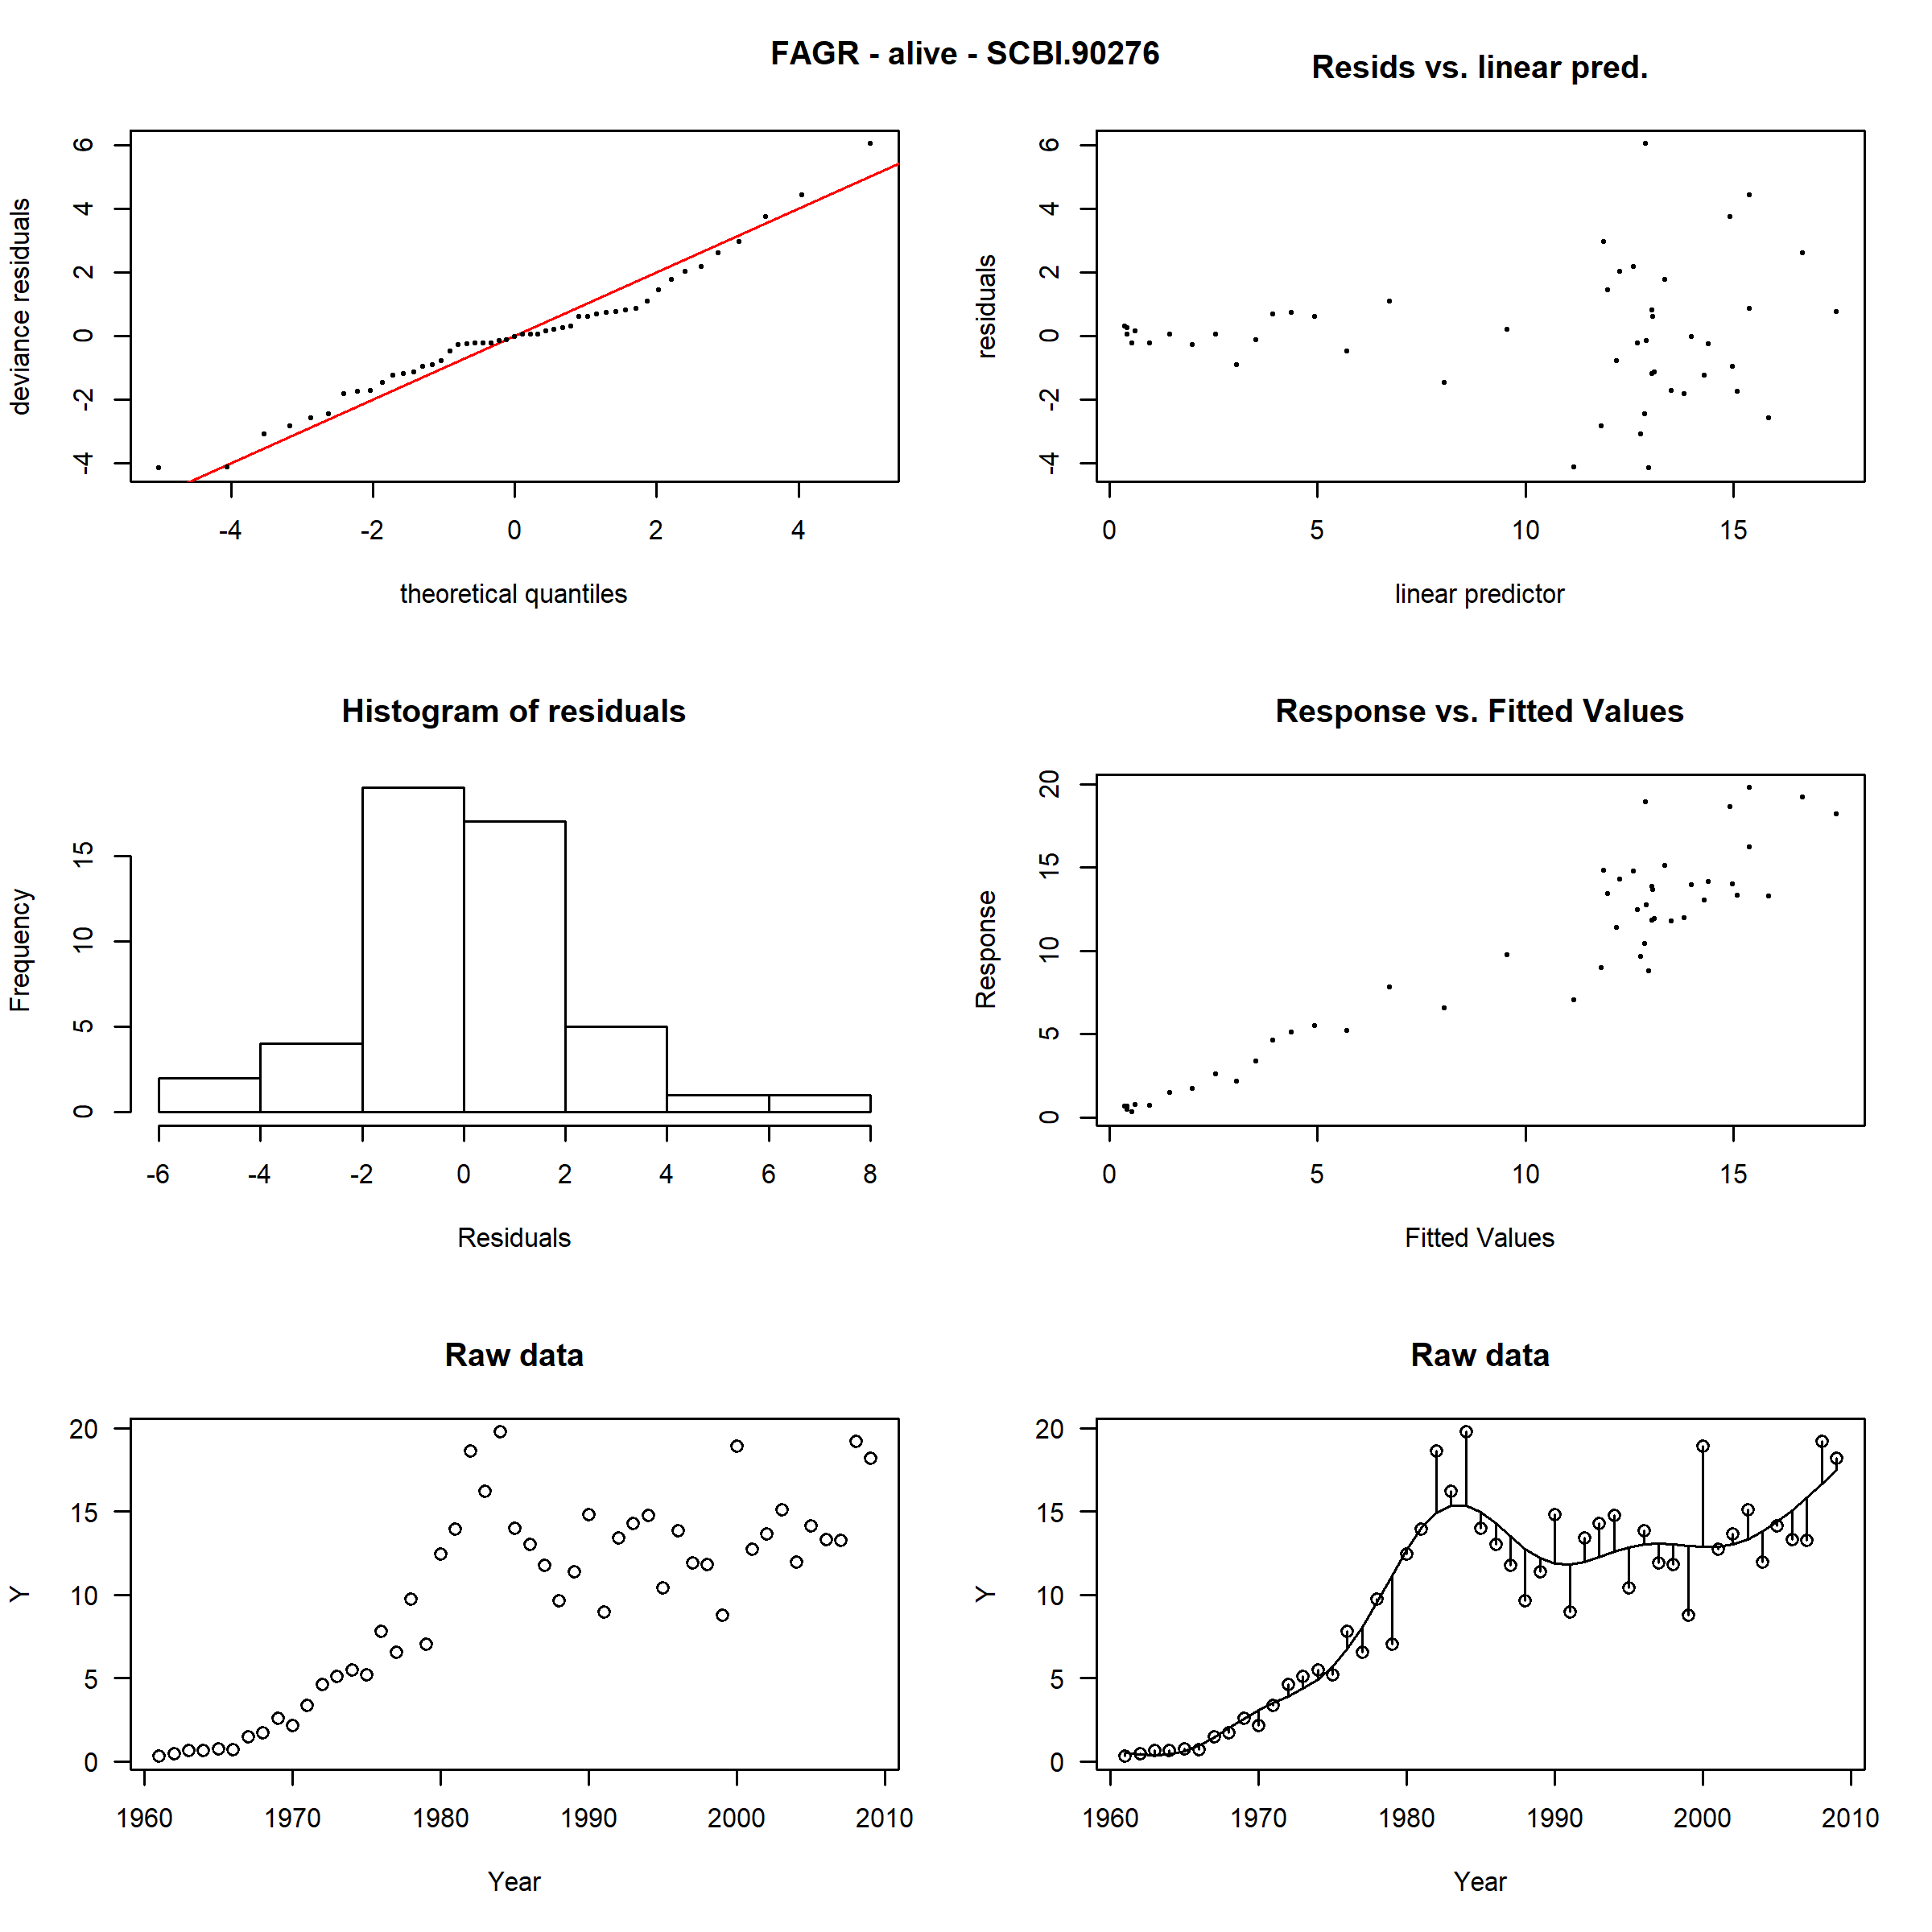 FAGR - alive - SCBI.90276
Resids vs. linear pred.
deviance residuals
6
4
2
0
-2
-4
-4 -2 0 2 4
theoretical quantiles
residuals
6
4
2
0
-2
-4
0 5 10 15
linear predictor
Histogram of residuals
Frequency
15
10
5
0
-6 -4 -2 0 2 4 6 8
Residuals
Response vs. Fitted Values
Response
20
15
10
5
0
0 5 10 15
Fitted Values
Raw data
Y
20
15
10
5
0
1960 1970 1980 1990 2000 2010
Year
Raw data
Y
20
15
10
5
0
1960 1970 1980 1990 2000 2010
Year